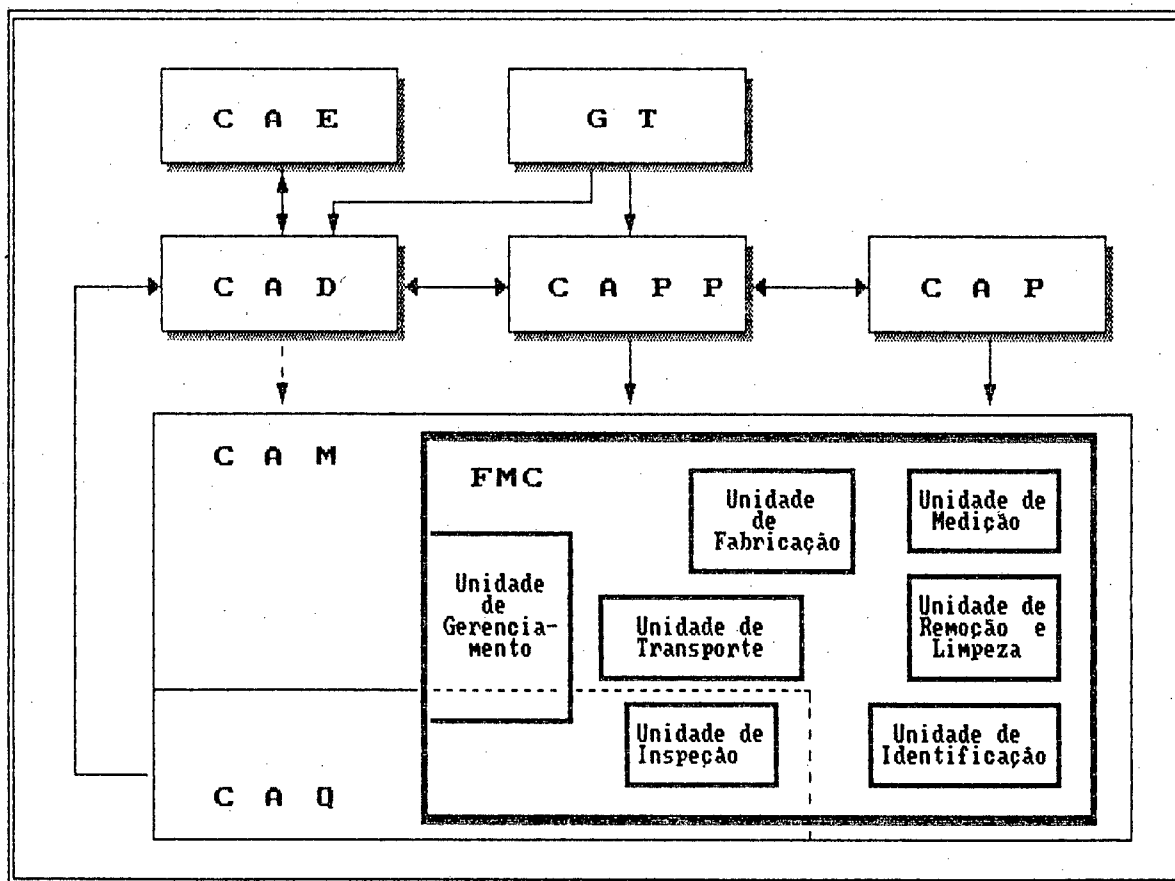 C A E
G T
C A D
C A P P
C A P
C A M
FMC
Unidade
de
Fabricação
Unidade de
Medição
Unidade
de
Gerencia-
mento
Unidade de
Transporte
Unidade de
Remoção e
Limpeza
Unidade de
Inspeção
Unidade de
Identificação
C A Q